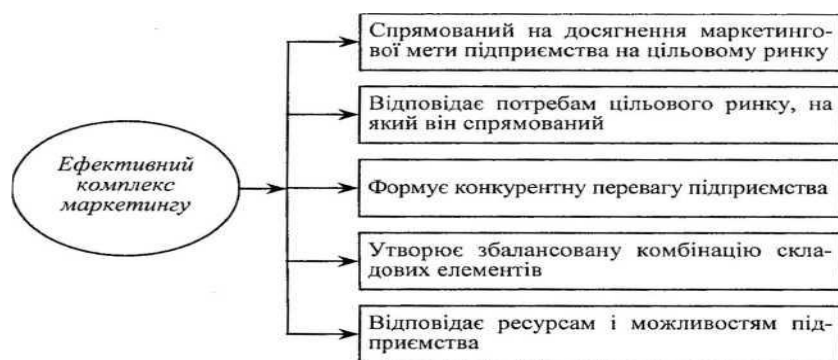 Ефективний
комплекс
маркетингу
Спрямований на досягнення маркетинго-
вої мети підприємства на цільовому ринку
Відповідає потребам цільового ринку, на
який він спрямований
Формує конкурентну перевагу підприємства
Утворює збалансовану комбінацію скла-
дових елементів
Відповідає ресурсам і можливостям під-
приємства